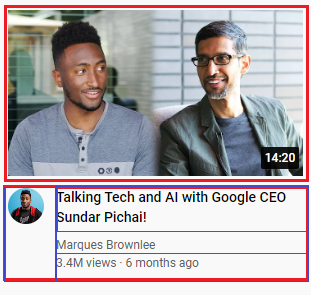 14:20
Talking Tech and AI with Google CEO
Sundar Pichai!
Marques Brownlee
3.4M views · 6 months ago